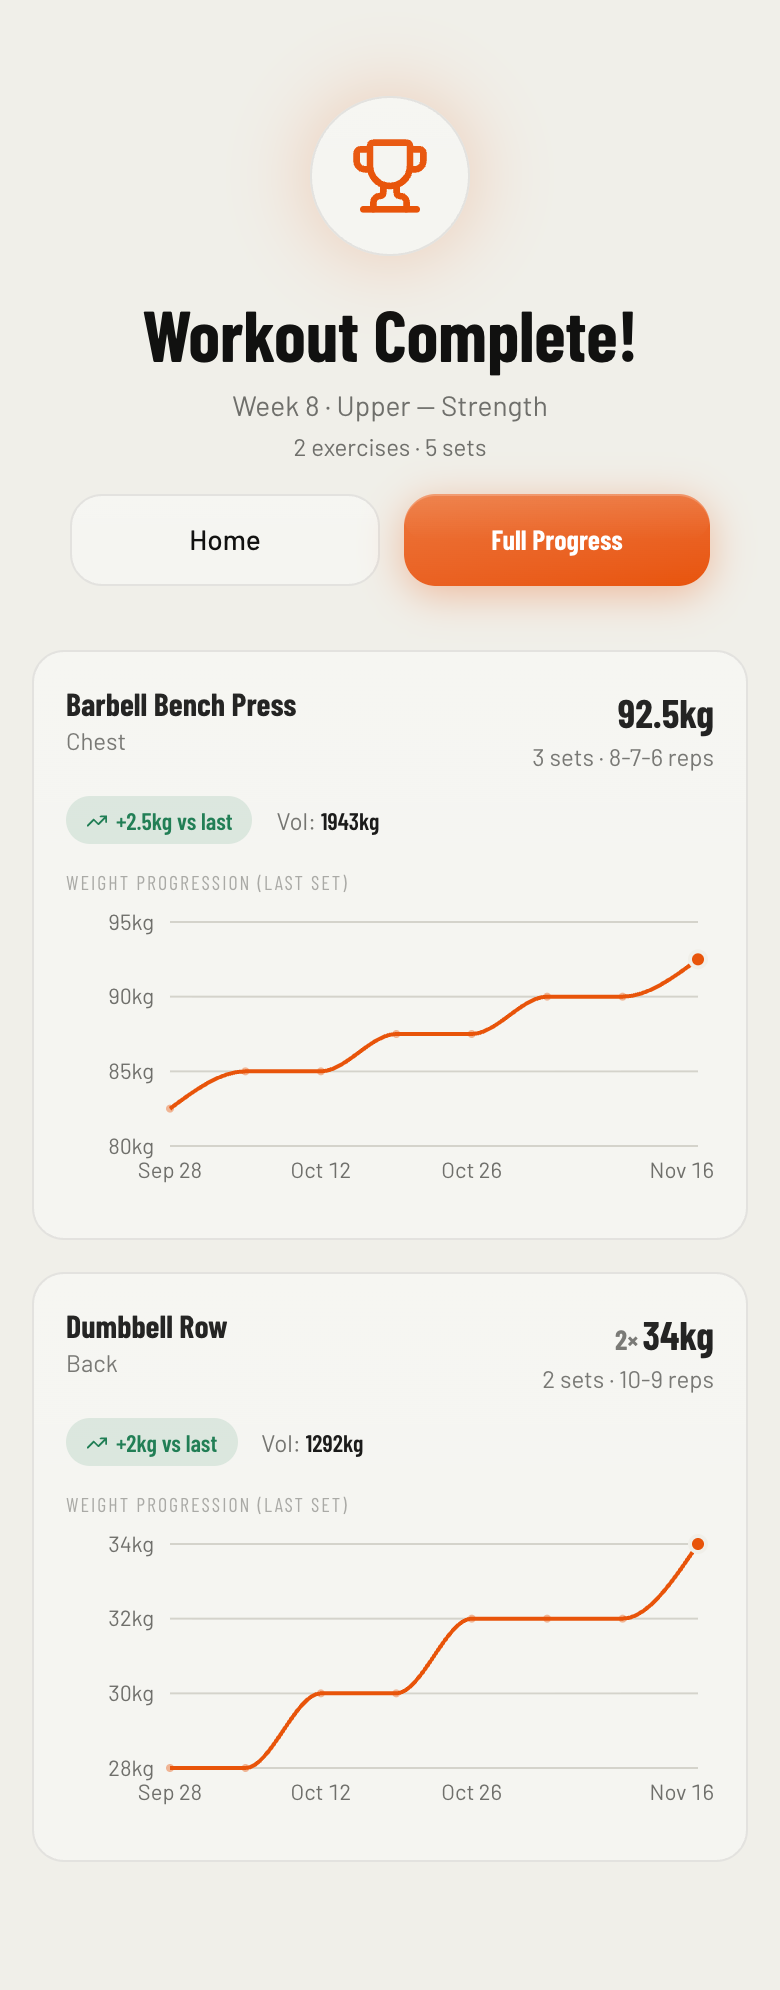 Workout Complete!
Week 8 · Upper — Strength
2 exercises · 5 sets
Home
Full Progress
Barbell Bench Press
Chest
92.5kg
3 sets · 8-7-6 reps
+2.5kg vs last
Vol: 1943kg
WEIGHT PROGRESSION (LAST SET)
95kg
90kg
85kg
80kg
Sep 28
Oct 12
Oct 26
Nov 16
Dumbbell Row
Back
2× 34kg
2 sets · 10-9 reps
+2kg vs last
Vol: 1292kg
WEIGHT PROGRESSION (LAST SET)
34kg
32kg
30kg
28kg
Sep 28
Oct 12
Oct 26
Nov 16